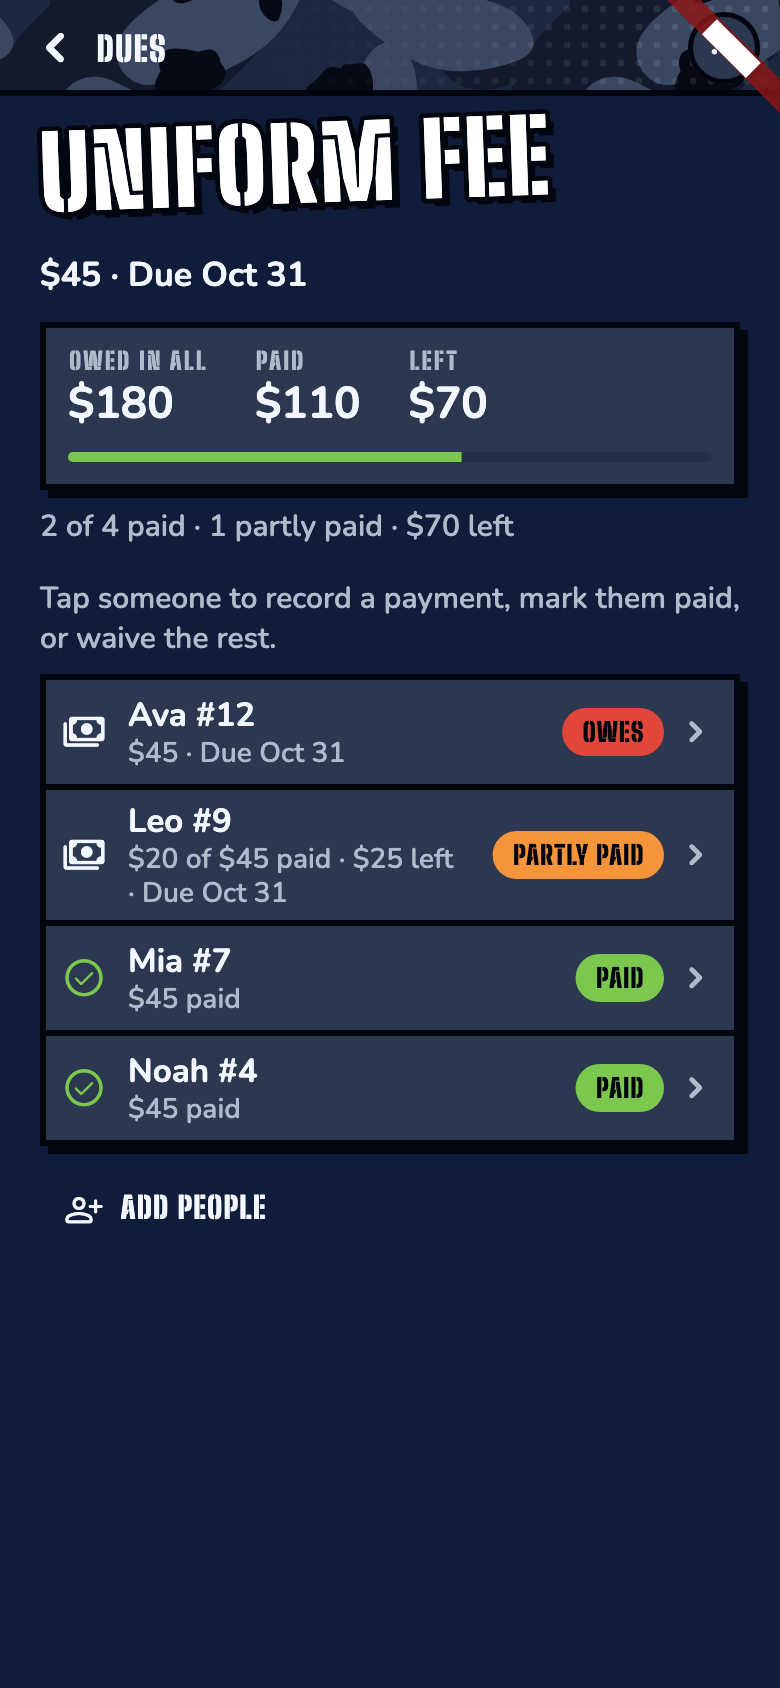 DUES
UNIFORM FEE
$45 · Due Oct 31
OWED IN ALL PAID LEFT
$180 $110 $70
2 of 4 paid · 1 partly paid · $70 left
Tap someone to record a payment, mark them paid,
or waive the rest.
Ava #12
$45 · Due Oct 31
OWES
Leo #9
$20 of $45 paid · $25 left
· Due Oct 31
PARTLY PAID
Mia #7
$45 paid
PAID
Noah #4
$45 paid
PAID
ADD PEOPLE